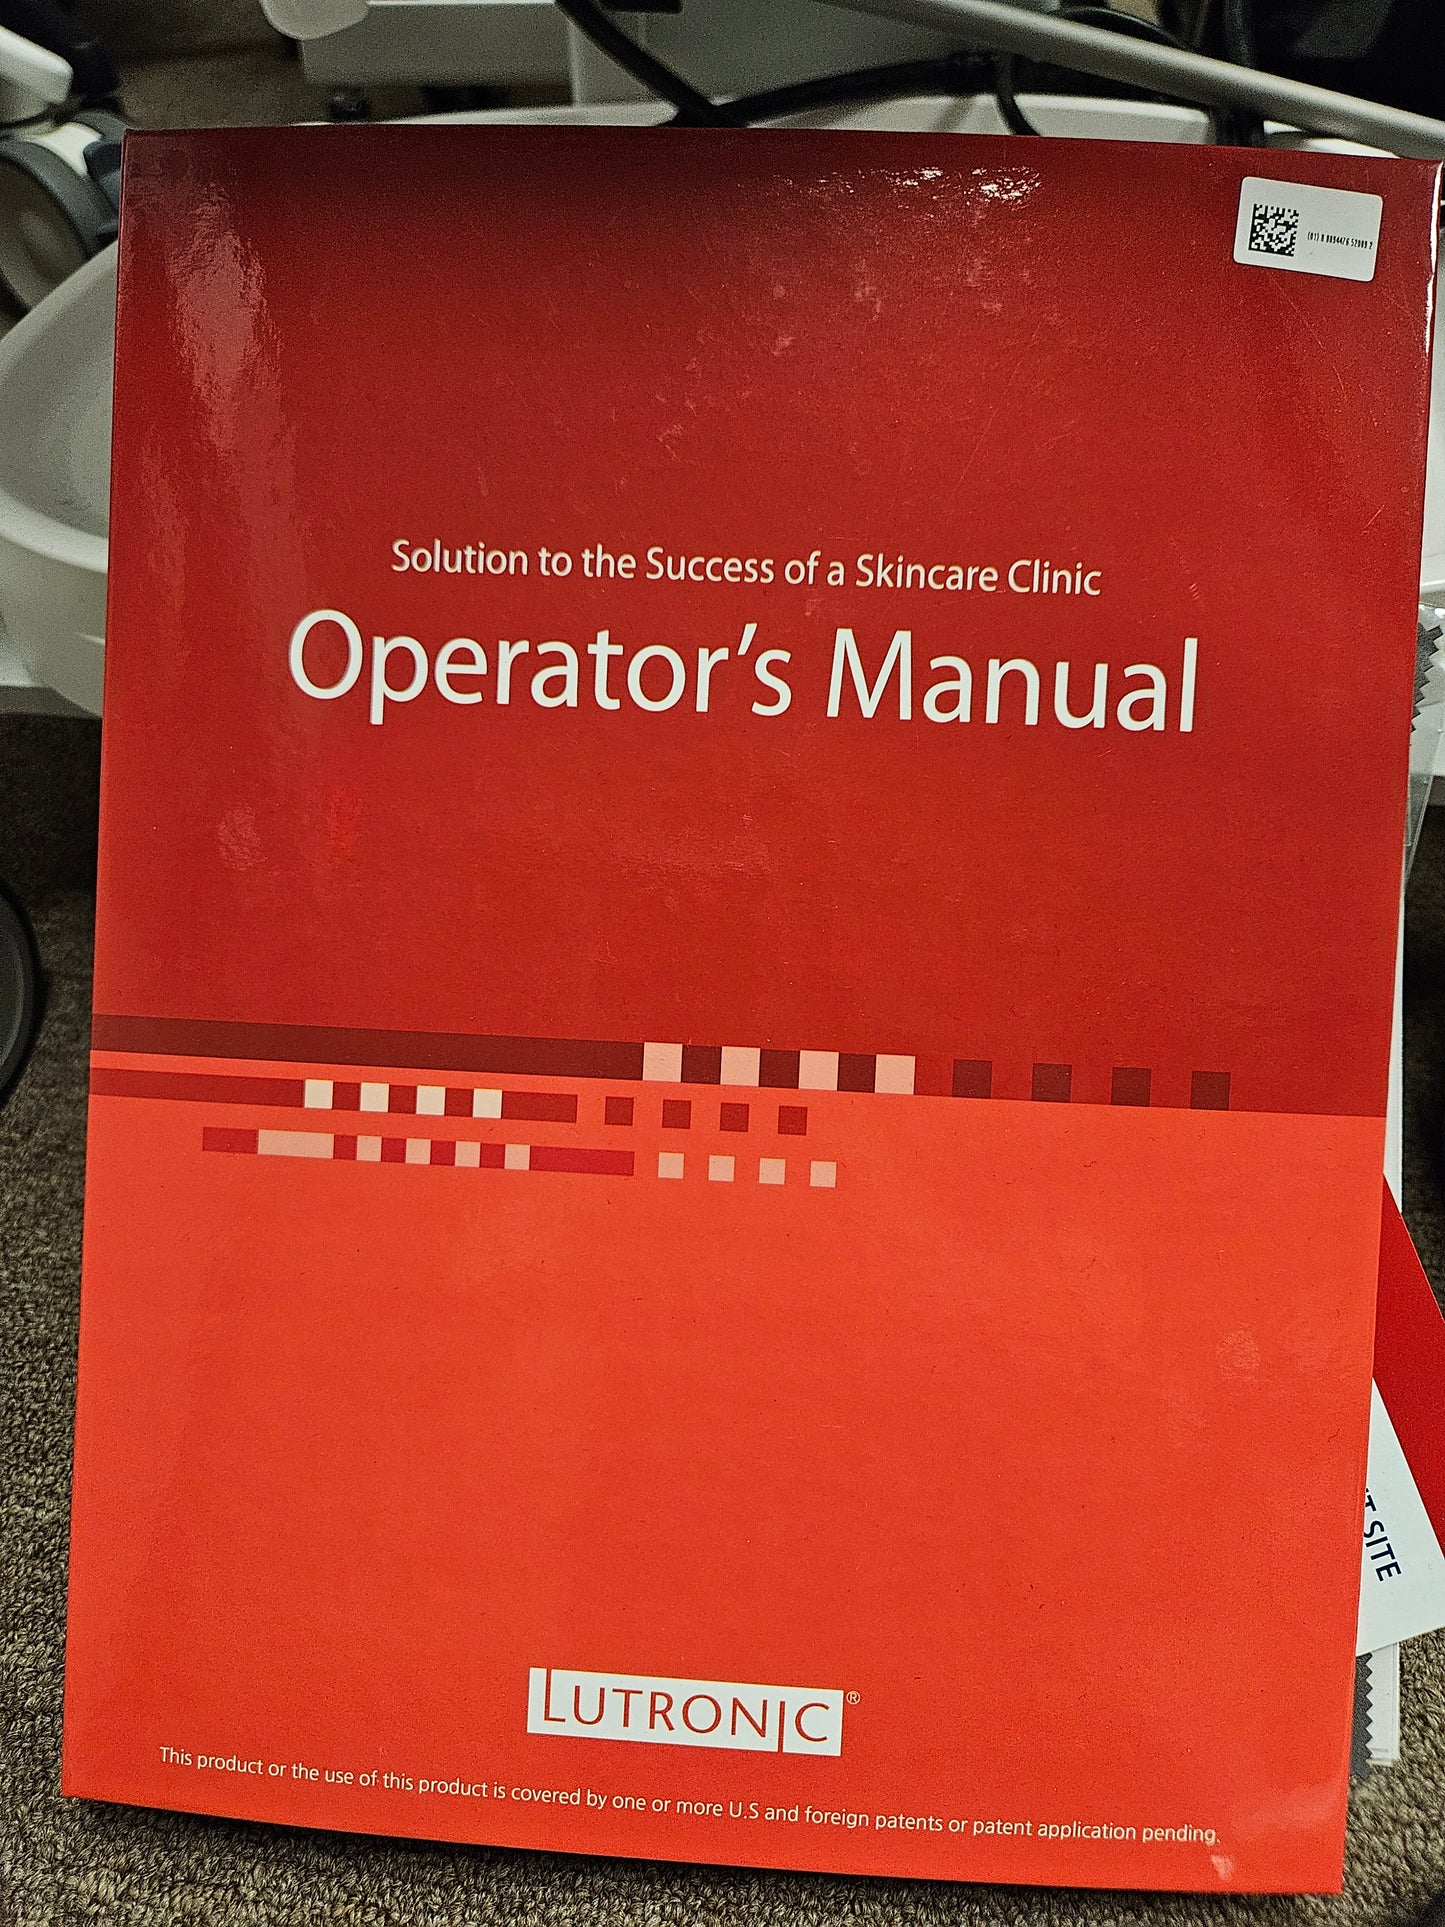 Solution to the Success of a Skincare Clinic
Operator's Manual
SITE
LUTRONIC®
This product or the use of this product is covered by one or more U.S and foreign patents or patent application pending.